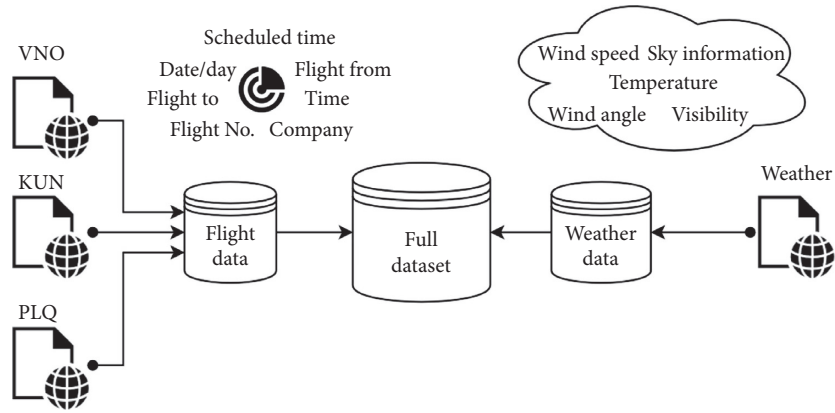 VNO
KUN
PLQ
Scheduled time
Date/day
Flight from
Flight to
Time
Flight No.
Company
Wind speed
Sky information
Temperature
Wind angle
Visibility
Flight
data
Full
dataset
Weather
data
Weather